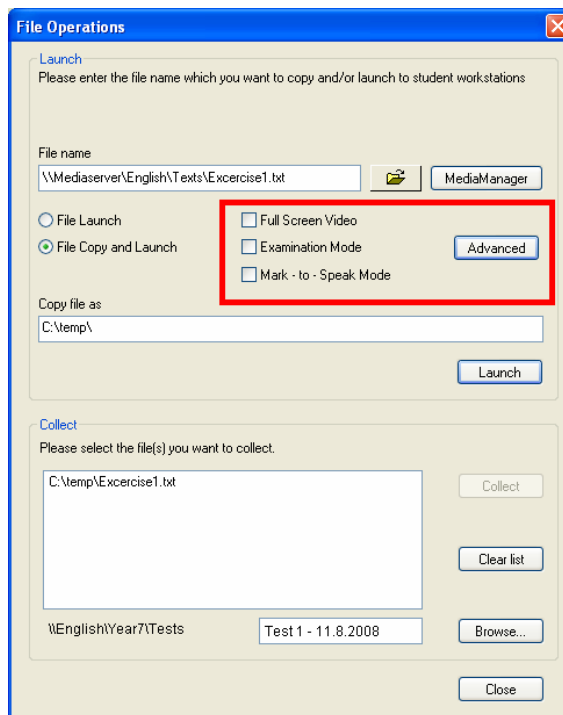 File Operations
Launch
Please enter the file name which you want to copy and/or launch to student workstations
File name
\\Mediaserver\English\Texts\Excercise1.txt
MediaManager
File Launch
Full Screen Video
File Copy and Launch
Examination Mode
Advanced
Mark - to - Speak Mode
Copy file as
C:\temp\
Launch
Collect
Please select the file(s) you want to collect.
C:\temp\Excercise1.txt
Collect
Clear list
\\English\Year7\Tests
Test 1 - 11.8.2008
Browse...
Close